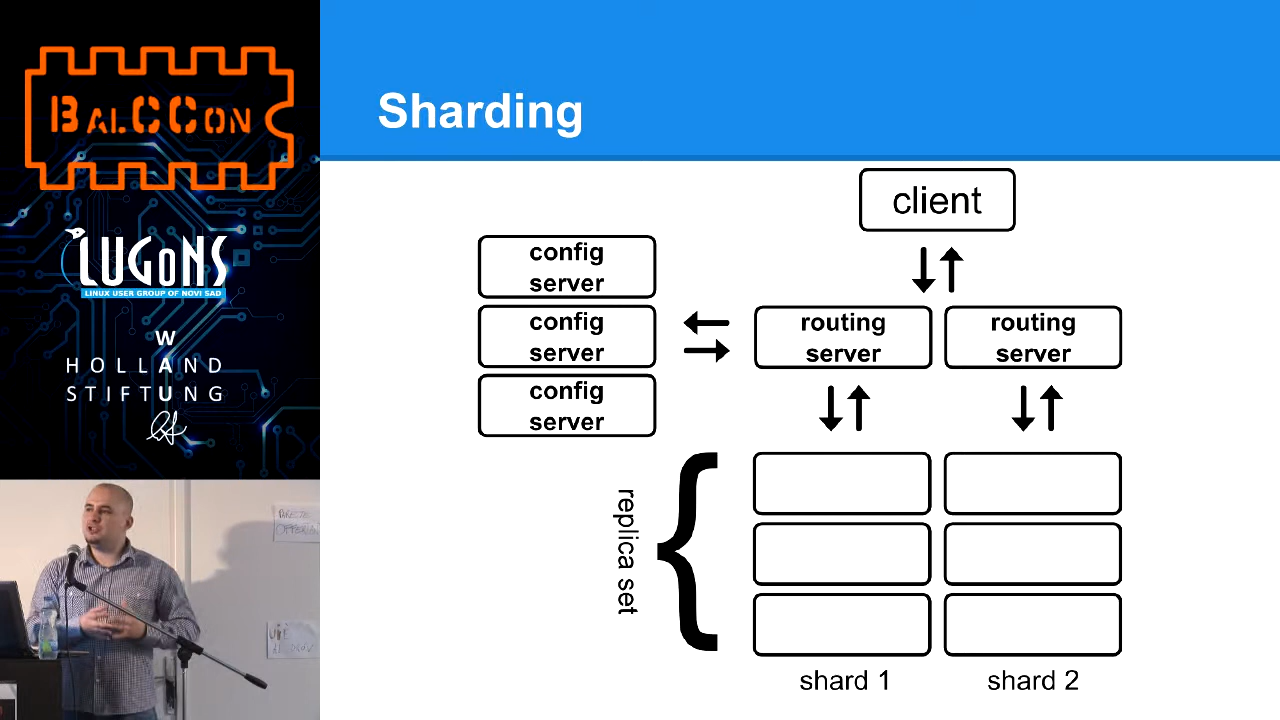 BALCCON
LUGONS
LINUX USER GROUP OF NOVI SAD
W
HOLLAND
STIFTUNG
Sharding
client
config
server
config
server
config
server
routing
server
routing
server
replica set
shard 1
shard 2